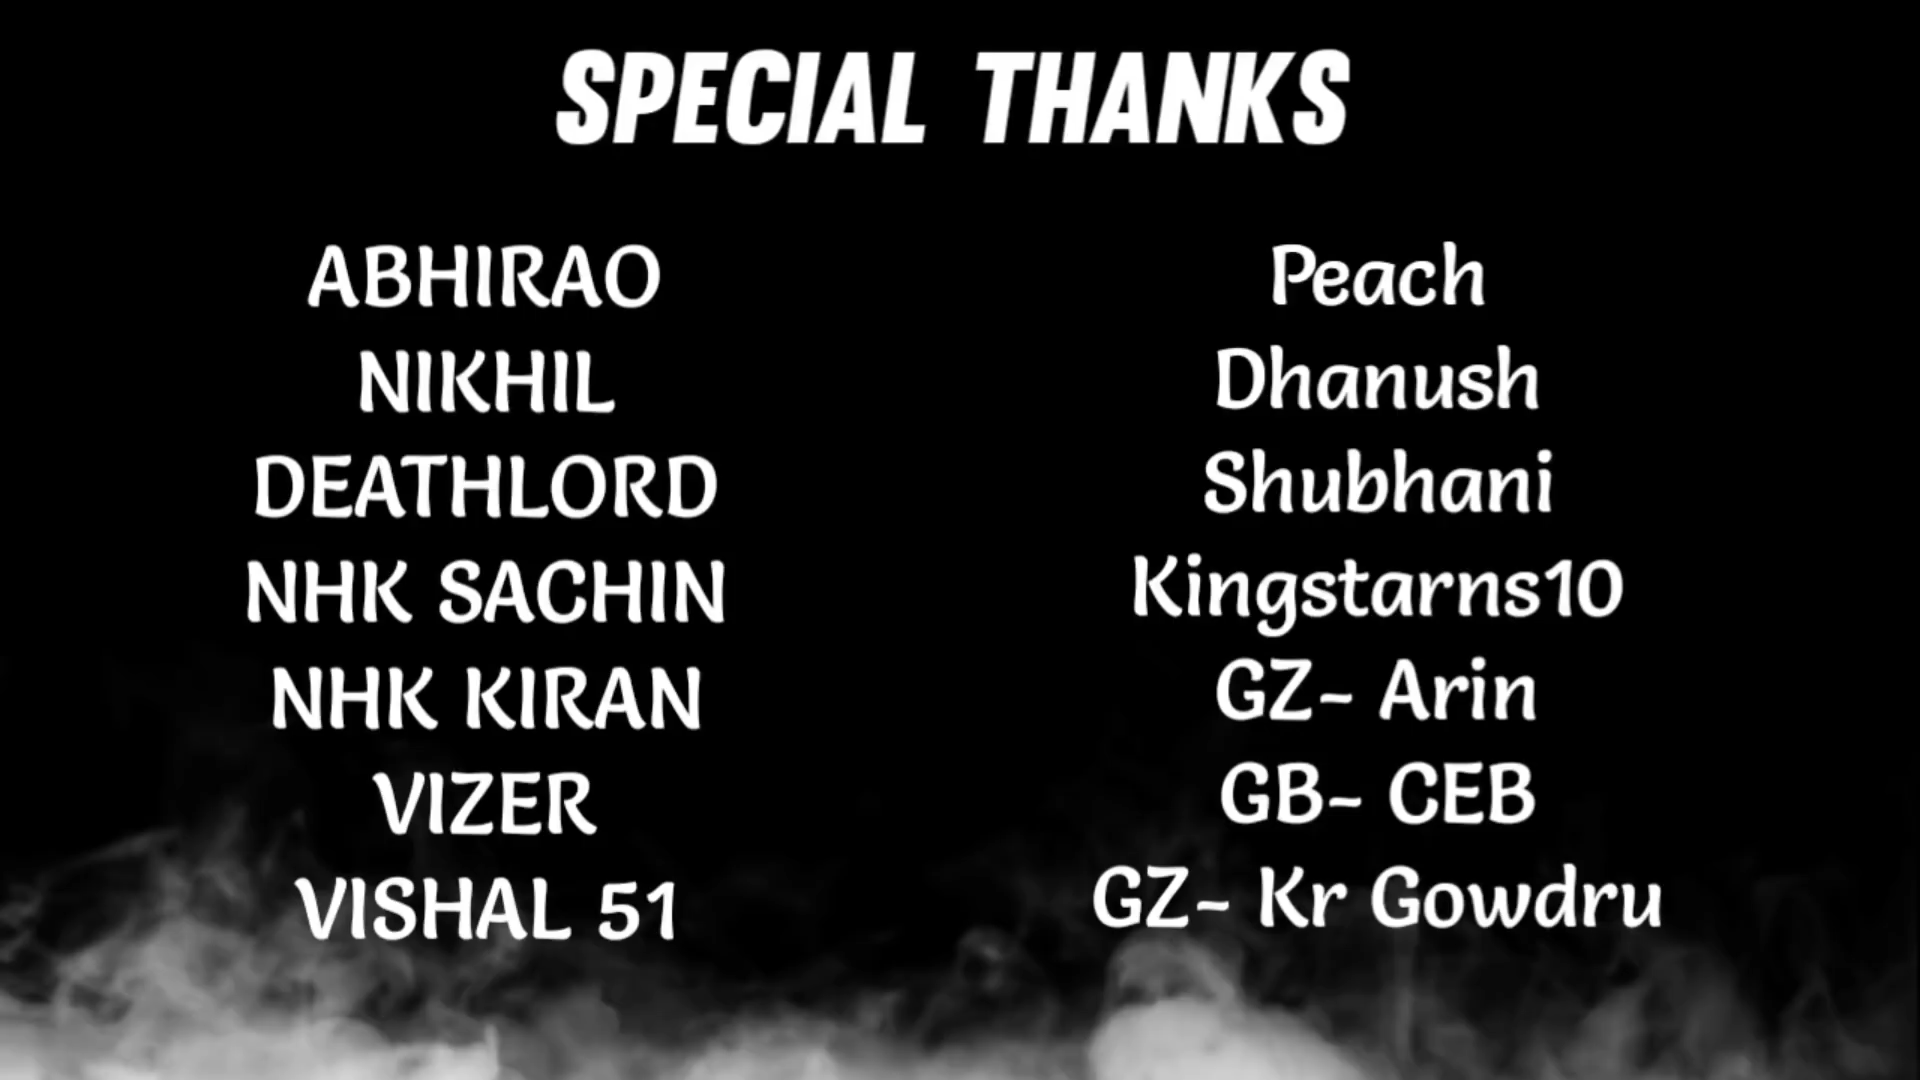 SPECIAL THANKS
ABHIRAO
NIKHIL
DEATHLORD
NHK SACHIN
NHK KIRAN
VIZER
VISHAL 51
Peach
Dhanush
Shubhani
Kingstarns10
GZ~ Arin
GB~ CEB
GZ~ Kr Gowdru